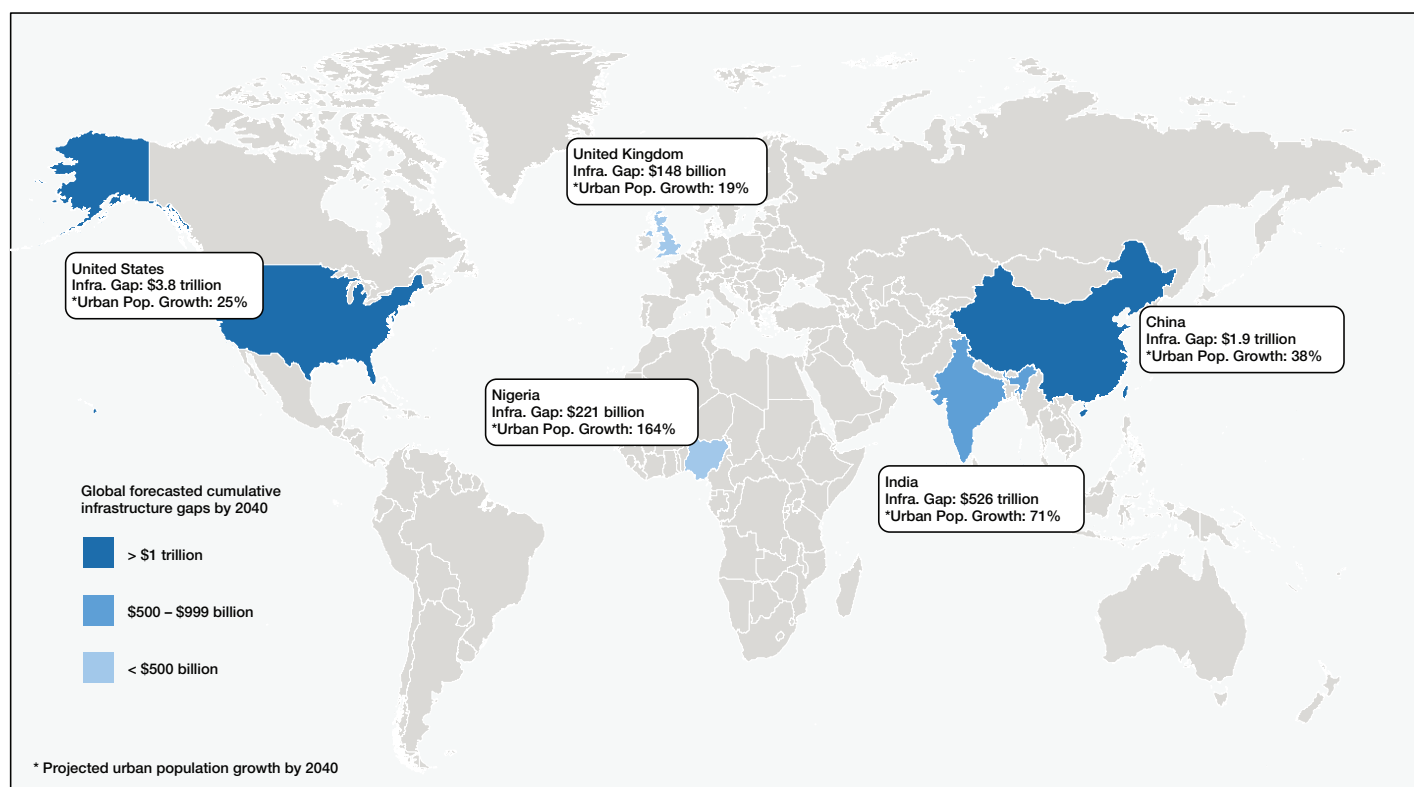 United Kingdom
Infra. Gap: $148 billion
*Urban Pop. Growth: 19%
United States
Infra. Gap: $3.8 trillion
*Urban Pop. Growth: 25%
China
Infra. Gap: $1.9 trillion
*Urban Pop. Growth: 38%
Nigeria
Infra. Gap: $221 billion
*Urban Pop. Growth: 164%
India
Infra. Gap: $526 trillion
*Urban Pop. Growth: 71%
Global forecasted cumulative
infrastructure gaps by 2040
> $1 trillion
$500 – $999 billion
< $500 billion
* Projected urban population growth by 2040